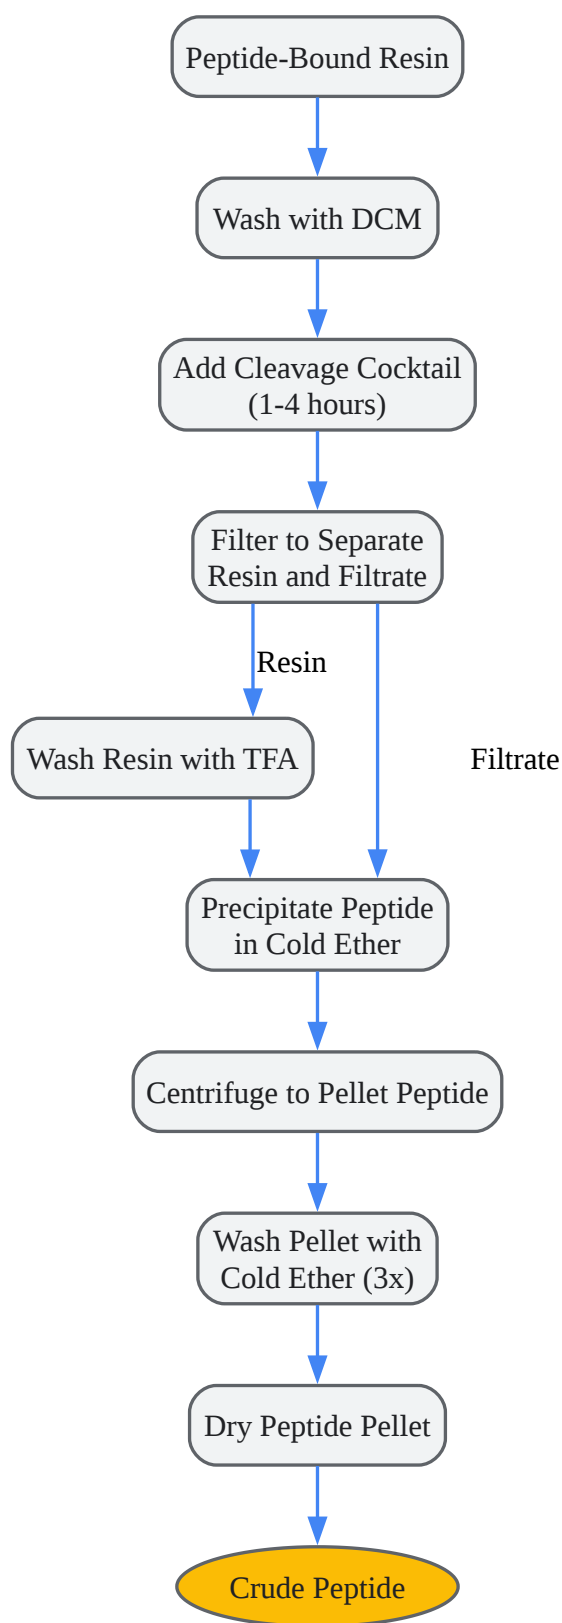 Peptide-Bound Resin
Wash with DCM
Add Cleavage Cocktail
(1-4 hours)
Filter to Separate
Resin and Filtrate
Resin
Wash Resin with TFA
Filtrate
Precipitate Peptide
in Cold Ether
Centrifuge to Pellet Peptide
Wash Pellet with
Cold Ether (3x)
Dry Peptide Pellet
Crude Peptide